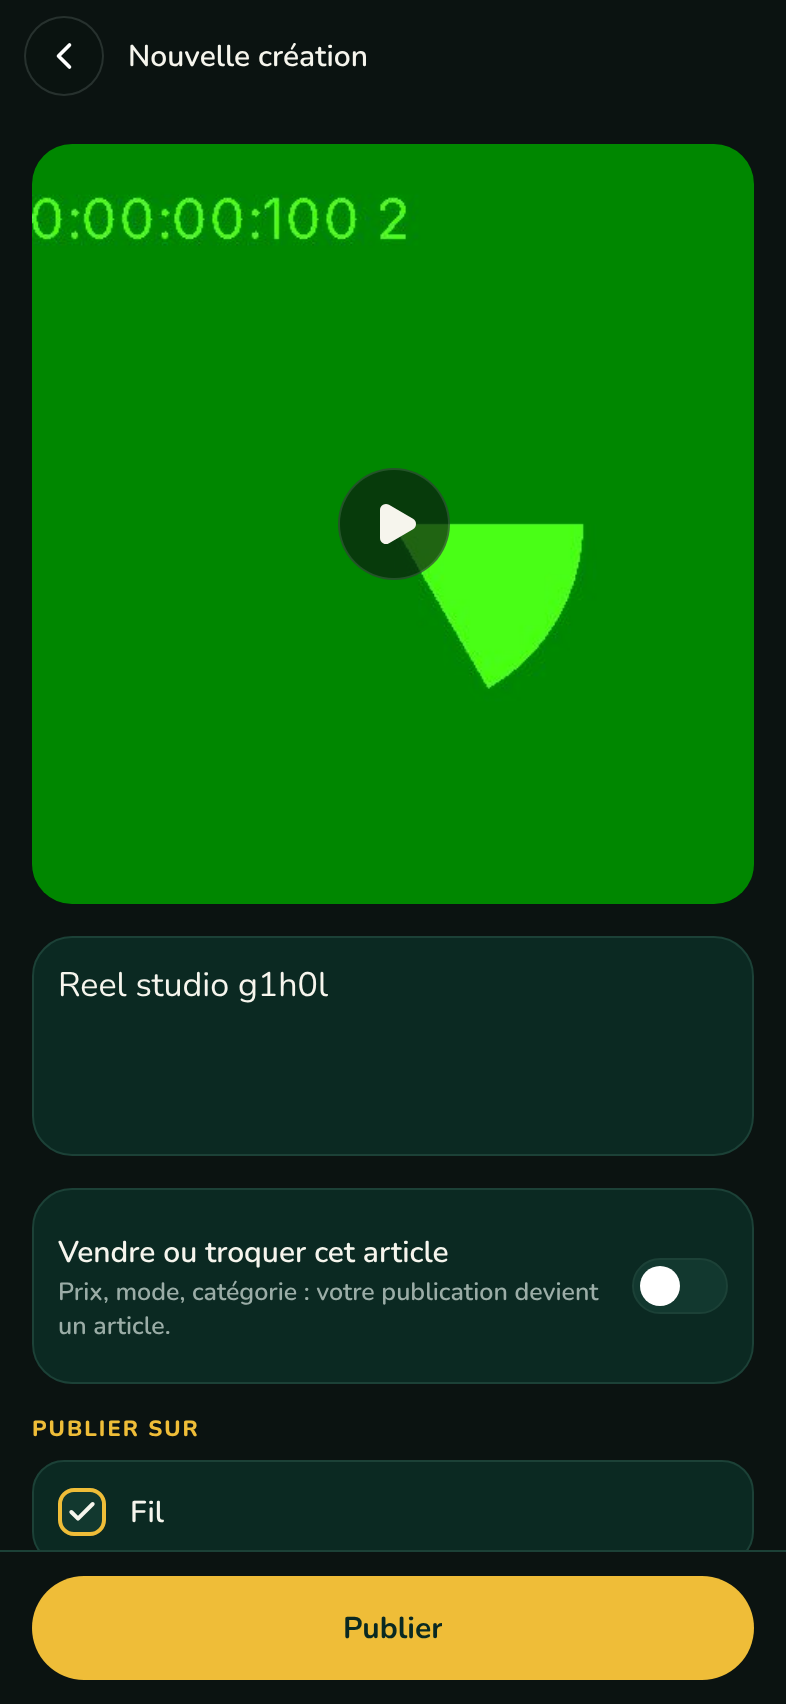 Nouvelle création
0:00:00:100 2
Reel studio g1h0l
Vendre ou troquer cet article
Prix, mode, catégorie : votre publication devient
un article.
PUBLIER SUR
Fil
Publier